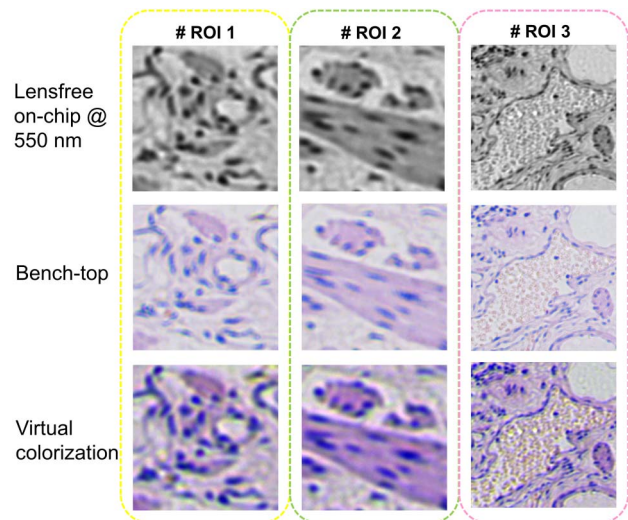 # ROI 1
# ROI 2
# ROI 3
Lensfree
on-chip @
550 nm
Bench-top
Virtual
colorization